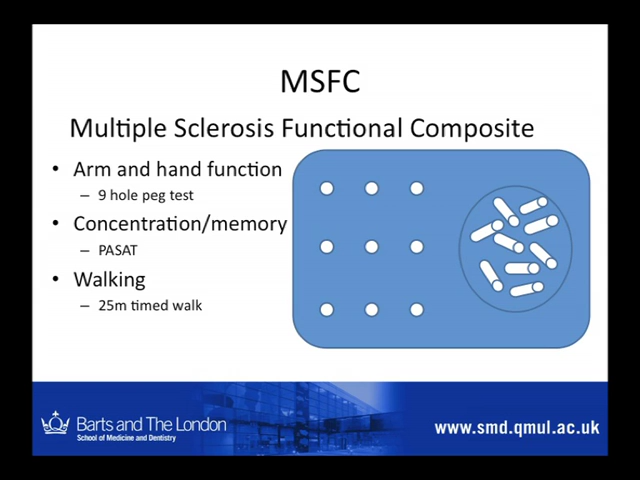 MSFC
Multiple Sclerosis Functional Composite
• Arm and hand function
– 9 hole peg test
• Concentration/memory
– PASAT
• Walking
– 25m timed walk
Barts and The London
School of Medicine and Dentistry
www.smd.qmul.ac.uk